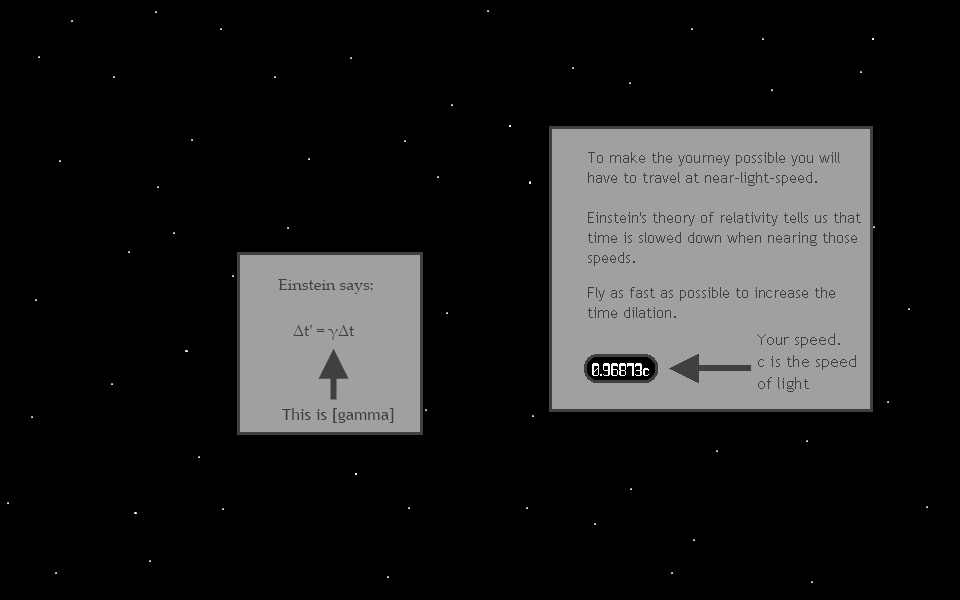 Einstein says:
Δt' = γΔt
This is [gamma]
To make the yourney possible you will
have to travel at near-light-speed.
Einstein's theory of relativity tells us that
time is slowed down when nearing those
speeds.
Fly as fast as possible to increase the
time dilation.
0.96873c
Your speed.
c is the speed
of light